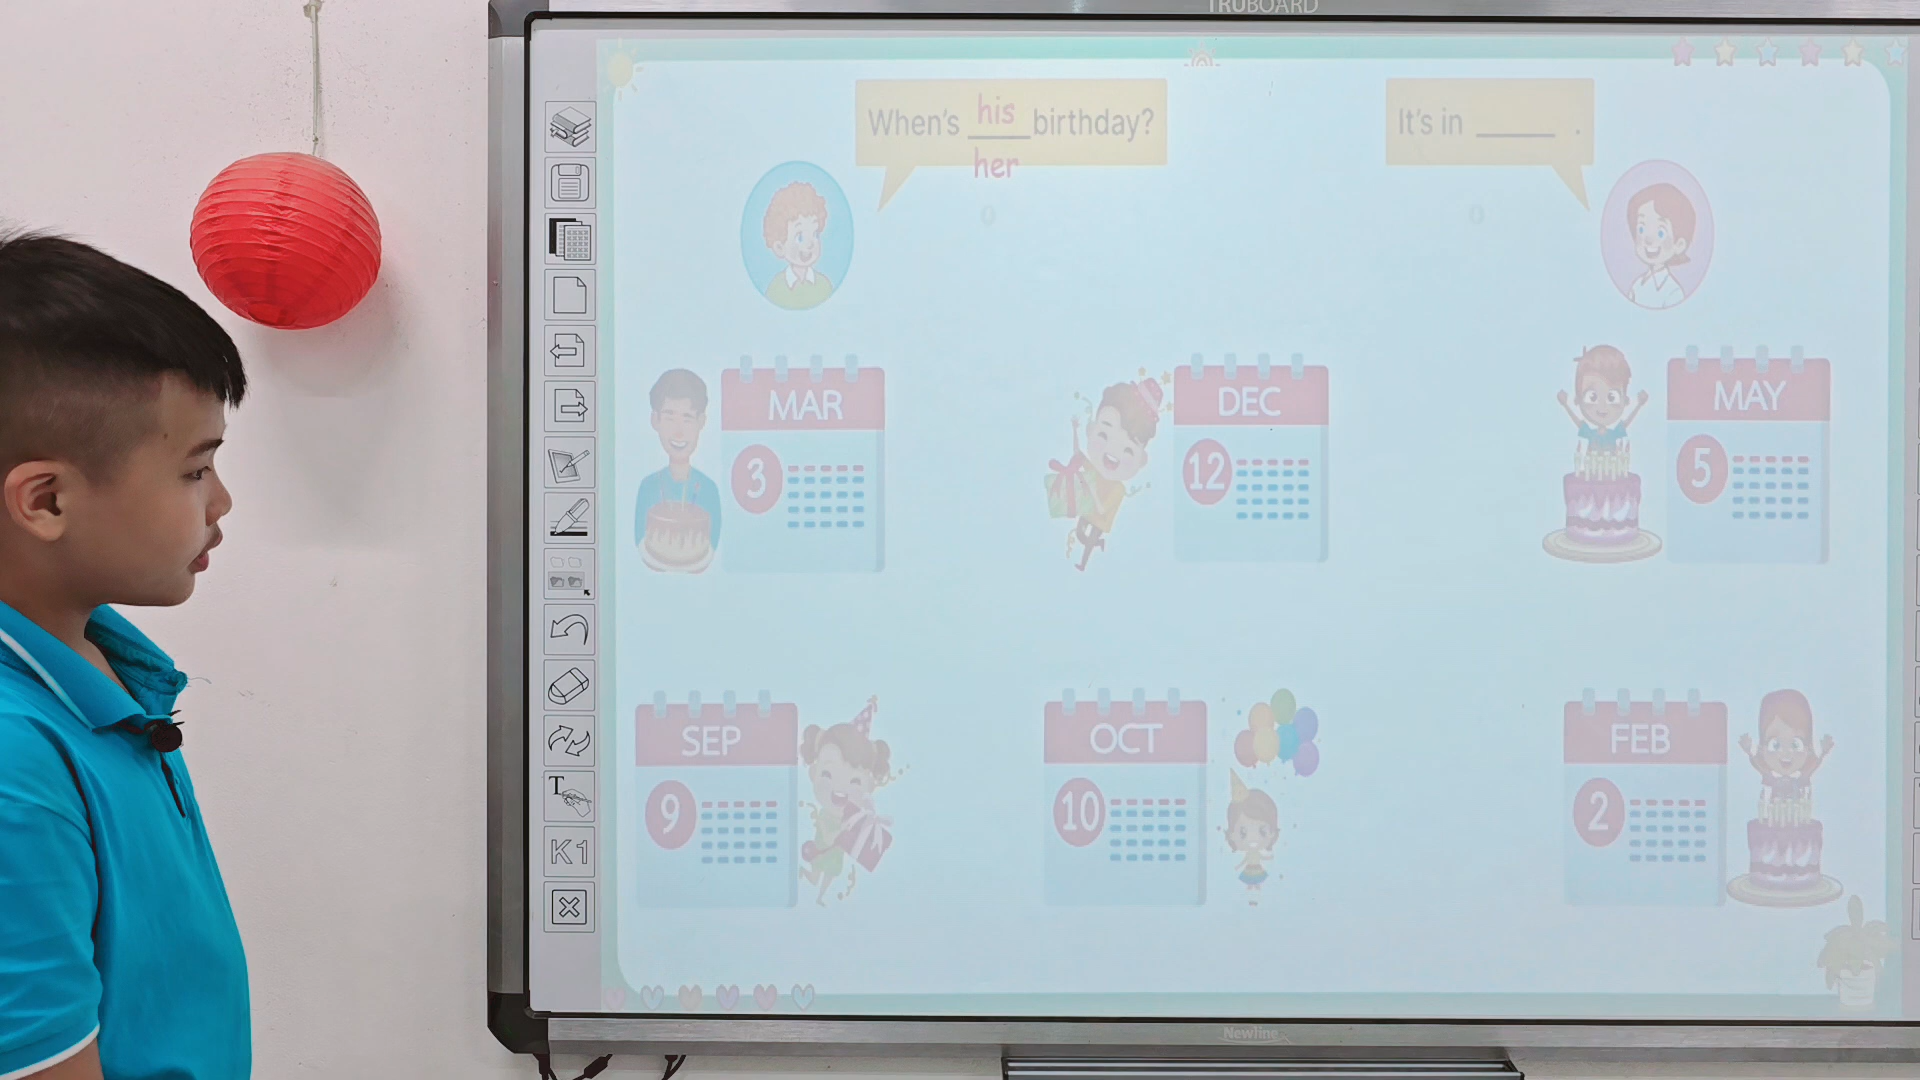 TRUBOARD
When's his birthday?
her
It's in ____ .
MAR
3
DEC
12
MAY
5
SEP
9
OCT
10
FEB
2
T
K1
Newline